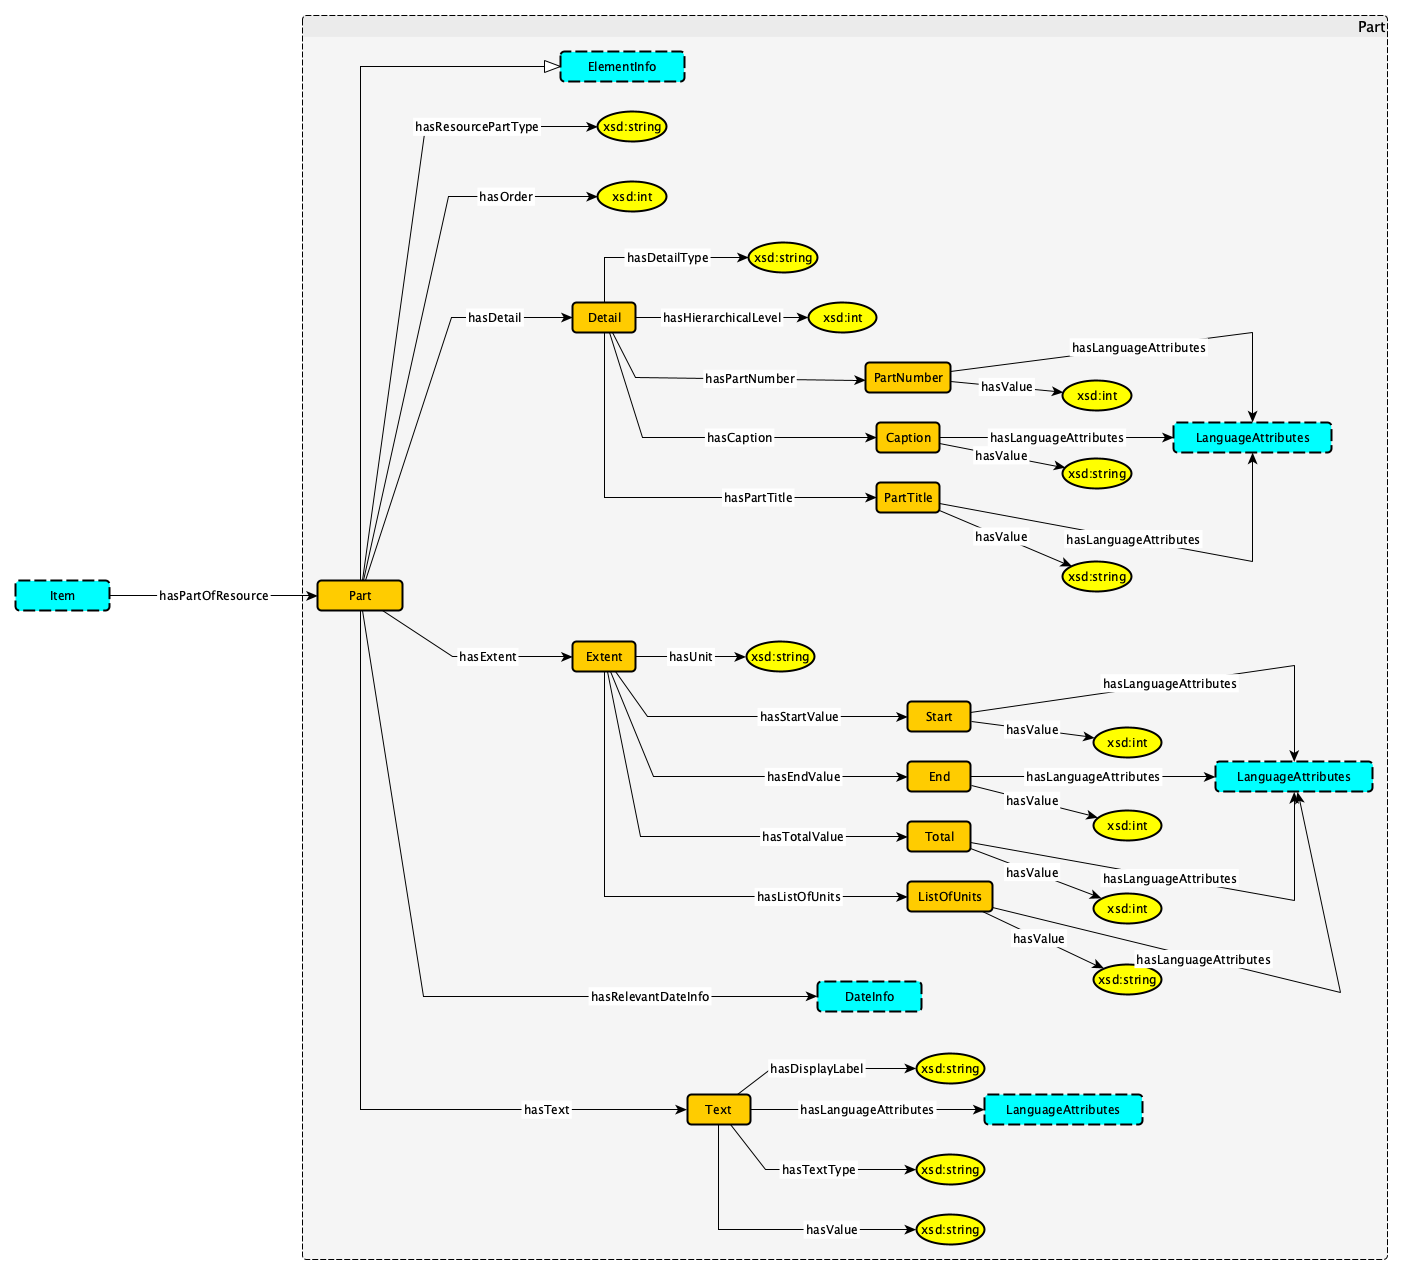 Part
ElementInfo
hasResourcePartType
xsd:string
hasOrder
xsd:int
hasDetailType
xsd:string
hasDetail
Detail
hasHierarchicalLevel
xsd:int
hasLanguageAttributes
hasPartNumber
PartNumber
hasValue
xsd:int
hasCaption
Caption
hasLanguageAttributes
LanguageAttributes
hasValue
xsd:string
hasPartTitle
PartTitle
hasValue
hasLanguageAttributes
xsd:string
Item
hasPartOfResource
Part
hasExtent
Extent
hasUnit
xsd:string
hasLanguageAttributes
hasStartValue
Start
hasValue
xsd:int
hasEndValue
End
hasLanguageAttributes
LanguageAttributes
hasValue
xsd:int
hasTotalValue
Total
hasValue
hasLanguageAttributes
xsd:int
hasListOfUnits
ListOfUnits
hasValue
hasLanguageAttributes
xsd:string
hasRelevantDateInfo
DateInfo
hasDisplayLabel
xsd:string
hasText
Text
hasLanguageAttributes
LanguageAttributes
hasTextType
xsd:string
hasValue
xsd:string